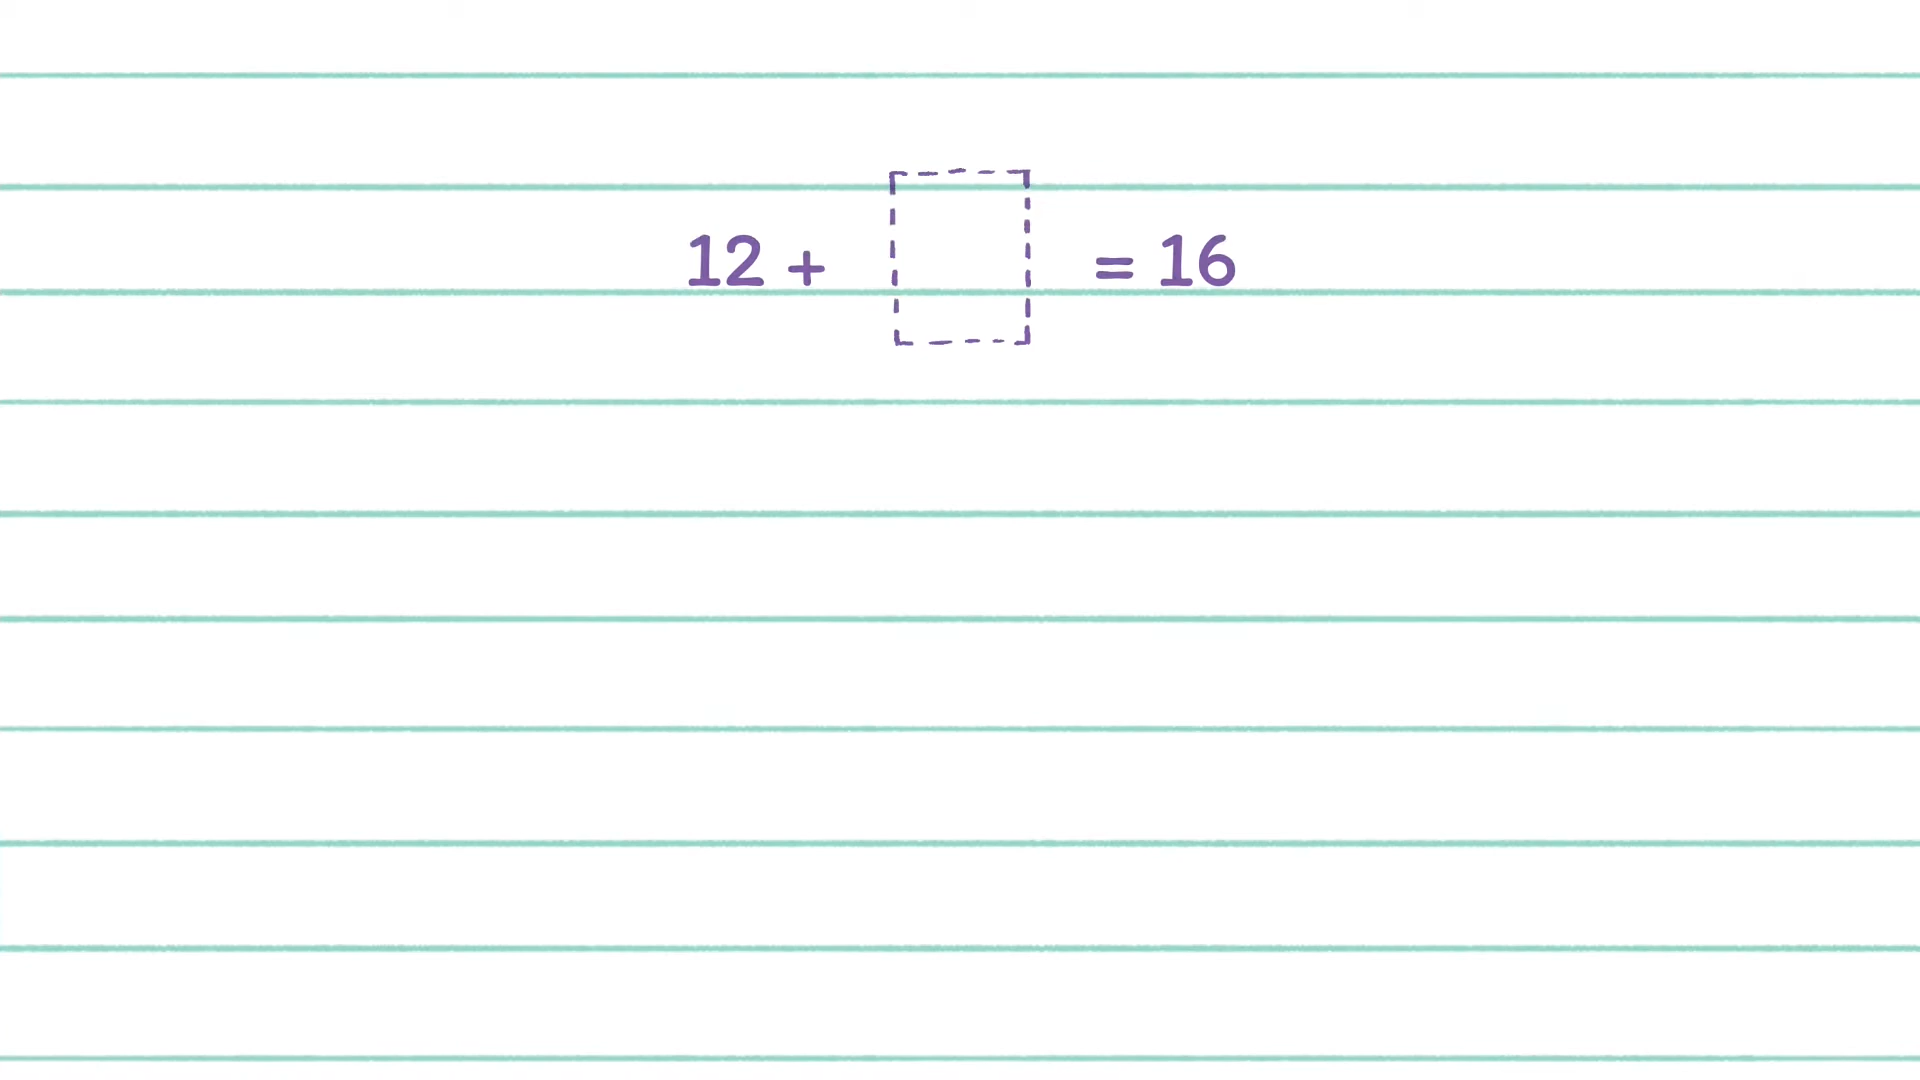 12 + = 16